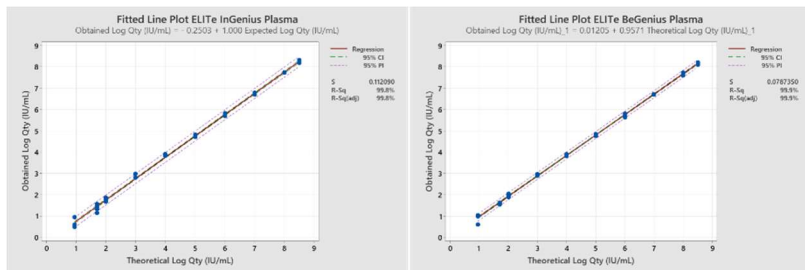 Fitted Line Plot ELITe InGenius Plasma
Obtained Log Qty (IU/mL) = - 0.2503 + 1.000 Expected Log Qty (IU/mL)
Regression
95% CI
95% PI
S 0.112090
R-Sq 99.8%
R-Sq(adj) 99.8%
Obtained Log Qty (IU/mL)
9
8
7
6
5
4
3
2
1
0
0 1 2 3 4 5 6 7 8 9
Theoretical Log Qty (IU/mL)
Fitted Line Plot ELITe BeGenius Plasma
Obtained Log Qty (IU/mL)_1 = 0.01205 + 0.9571 Theoretical Log Qty (IU/mL)_1
Regression
95% CI
95% PI
S 0.0787350
R-Sq 99.9%
R-Sq(adj) 99.9%
Obtained Log Qty (IU/mL)
9
8
7
6
5
4
3
2
1
0
0 1 2 3 4 5 6 7 8 9
Theoretical Log Qty (IU/mL)